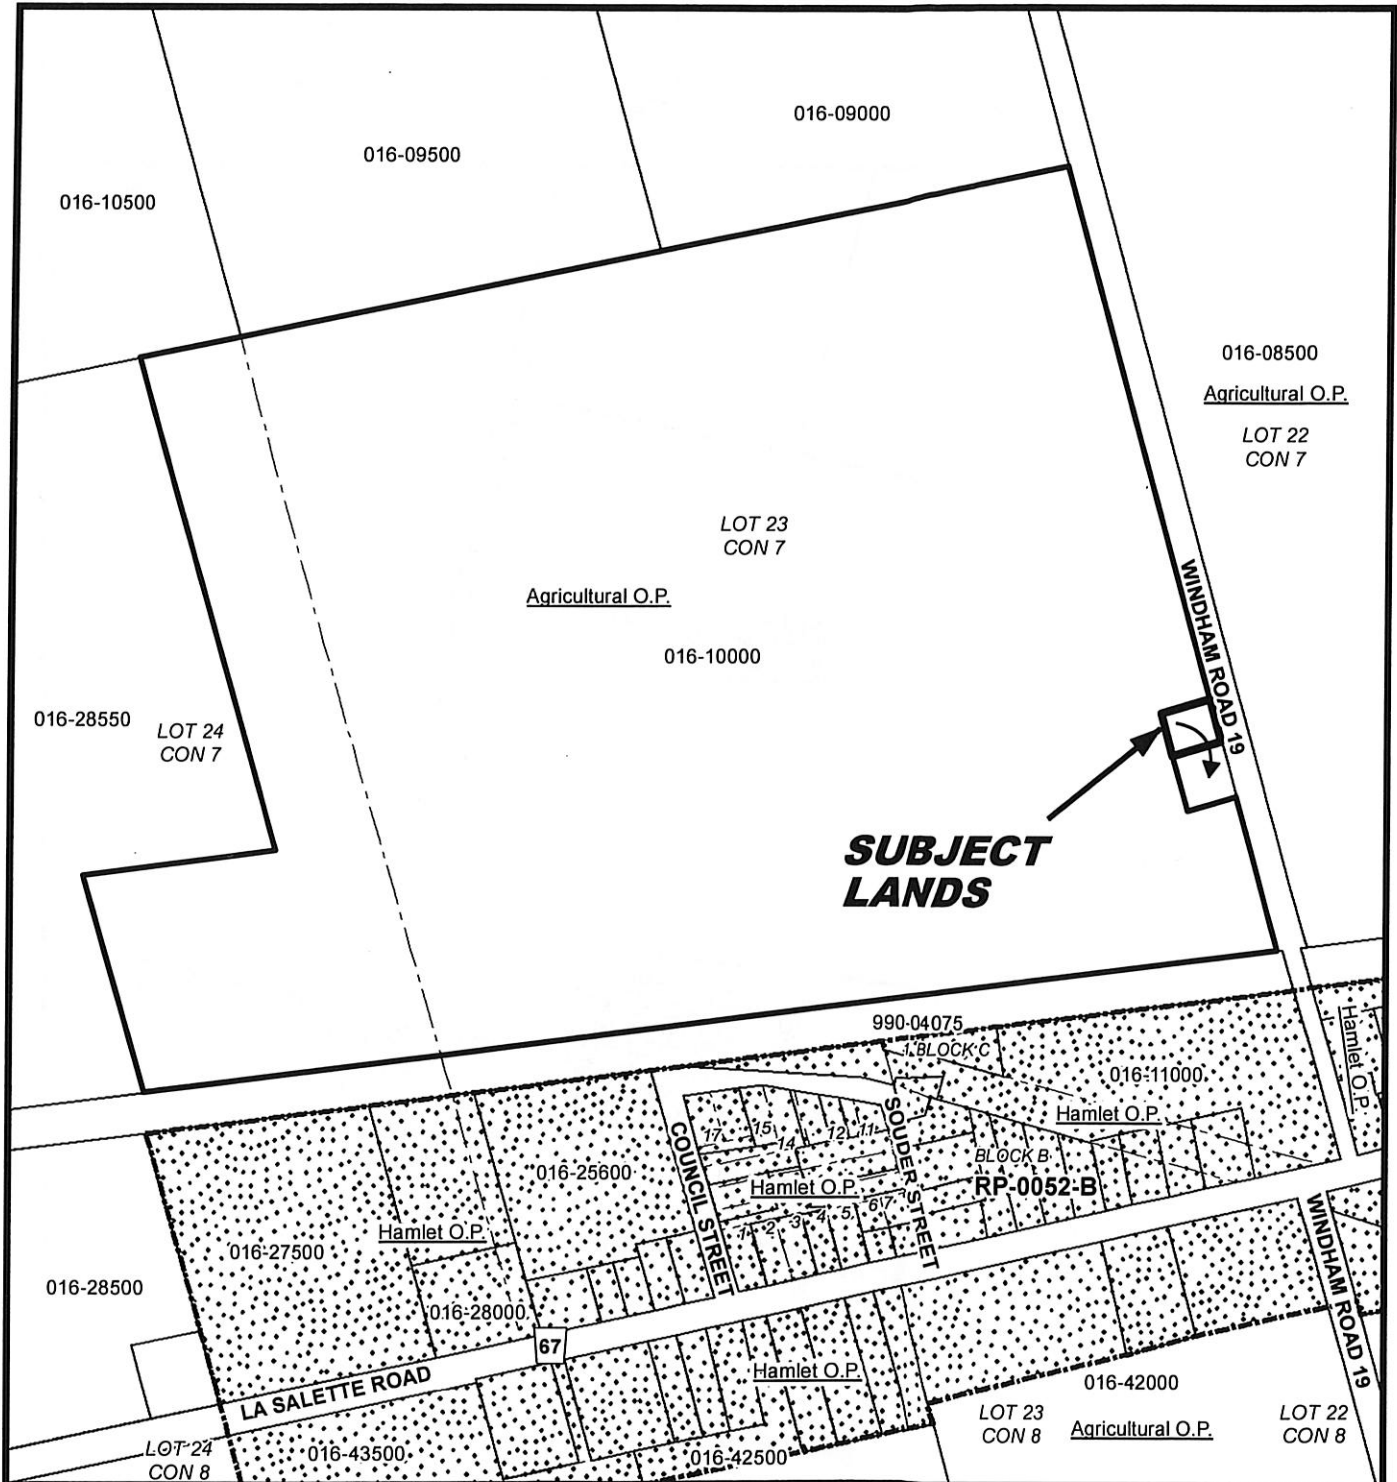 016-09000
016-09500
016-10500
016-08500
Agricultural O.P.
LOT 22
CON 7
LOT 23
CON 7
Agricultural O.P.
016-10000
WINDHAM ROAD 19
016-28550
LOT 24
CON 7
SUBJECT
LANDS
990-04075
1 BLOCK C
016-11000
Hamlet O.P.
Hamlet O.P.
COUNCIL STREET
17
15
14
12
11
SOUDER STREET
BLOCK B
RP-0052-B
016-25600
Hamlet O.P.
1
2
3
4
5
6
7
Hamlet O.P.
016-27500
016-28500
016-28000
WINDHAM ROAD 19
67
LA SALETTE ROAD
Hamlet O.P.
016-42000
LOT 23
CON 8
Agricultural O.P.
LOT 22
CON 8
LOT 24
CON 8
016-43500
016-42500